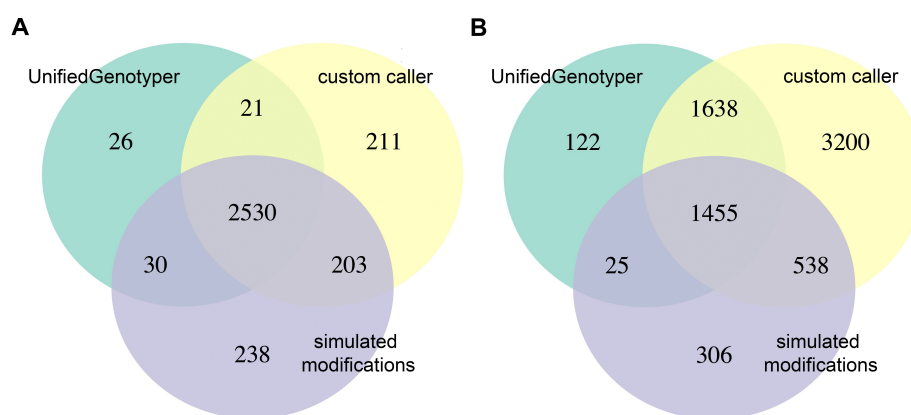 A
UnifiedGenotyper
custom caller
21
26
211
2530
30
203
simulated
modifications
238
B
UnifiedGenotyper
custom caller
1638
122
3200
1455
25
538
simulated
modifications
306